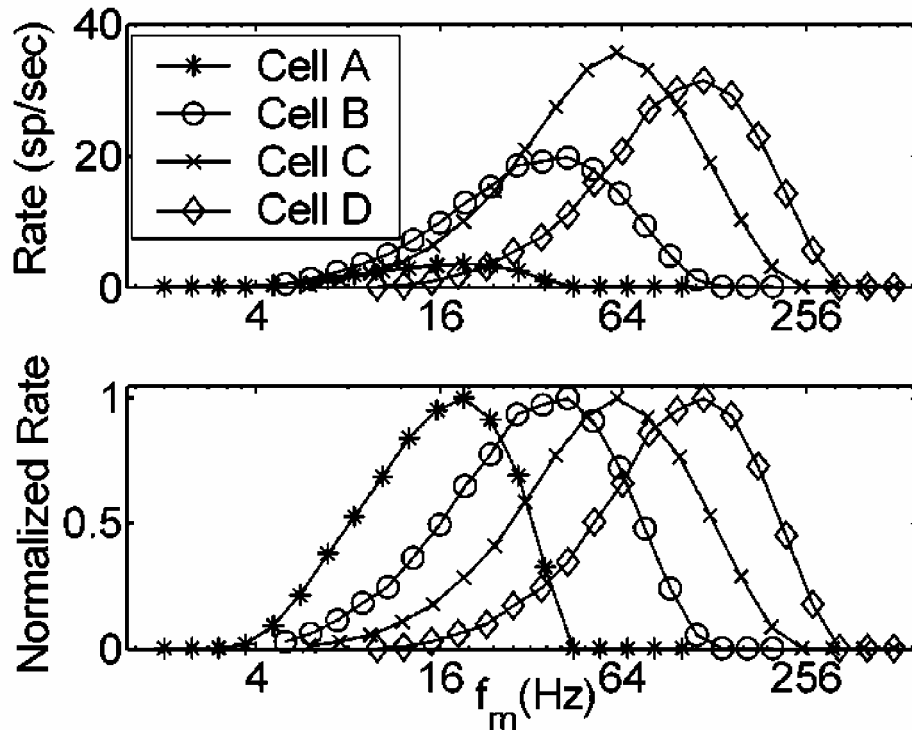 40
20
0
Rate (sp/sec)
Cell A
Cell B
Cell C
Cell D
4 16 64 256
1
0.5
0
Normalized Rate
4 16 64 256
f_m(Hz)